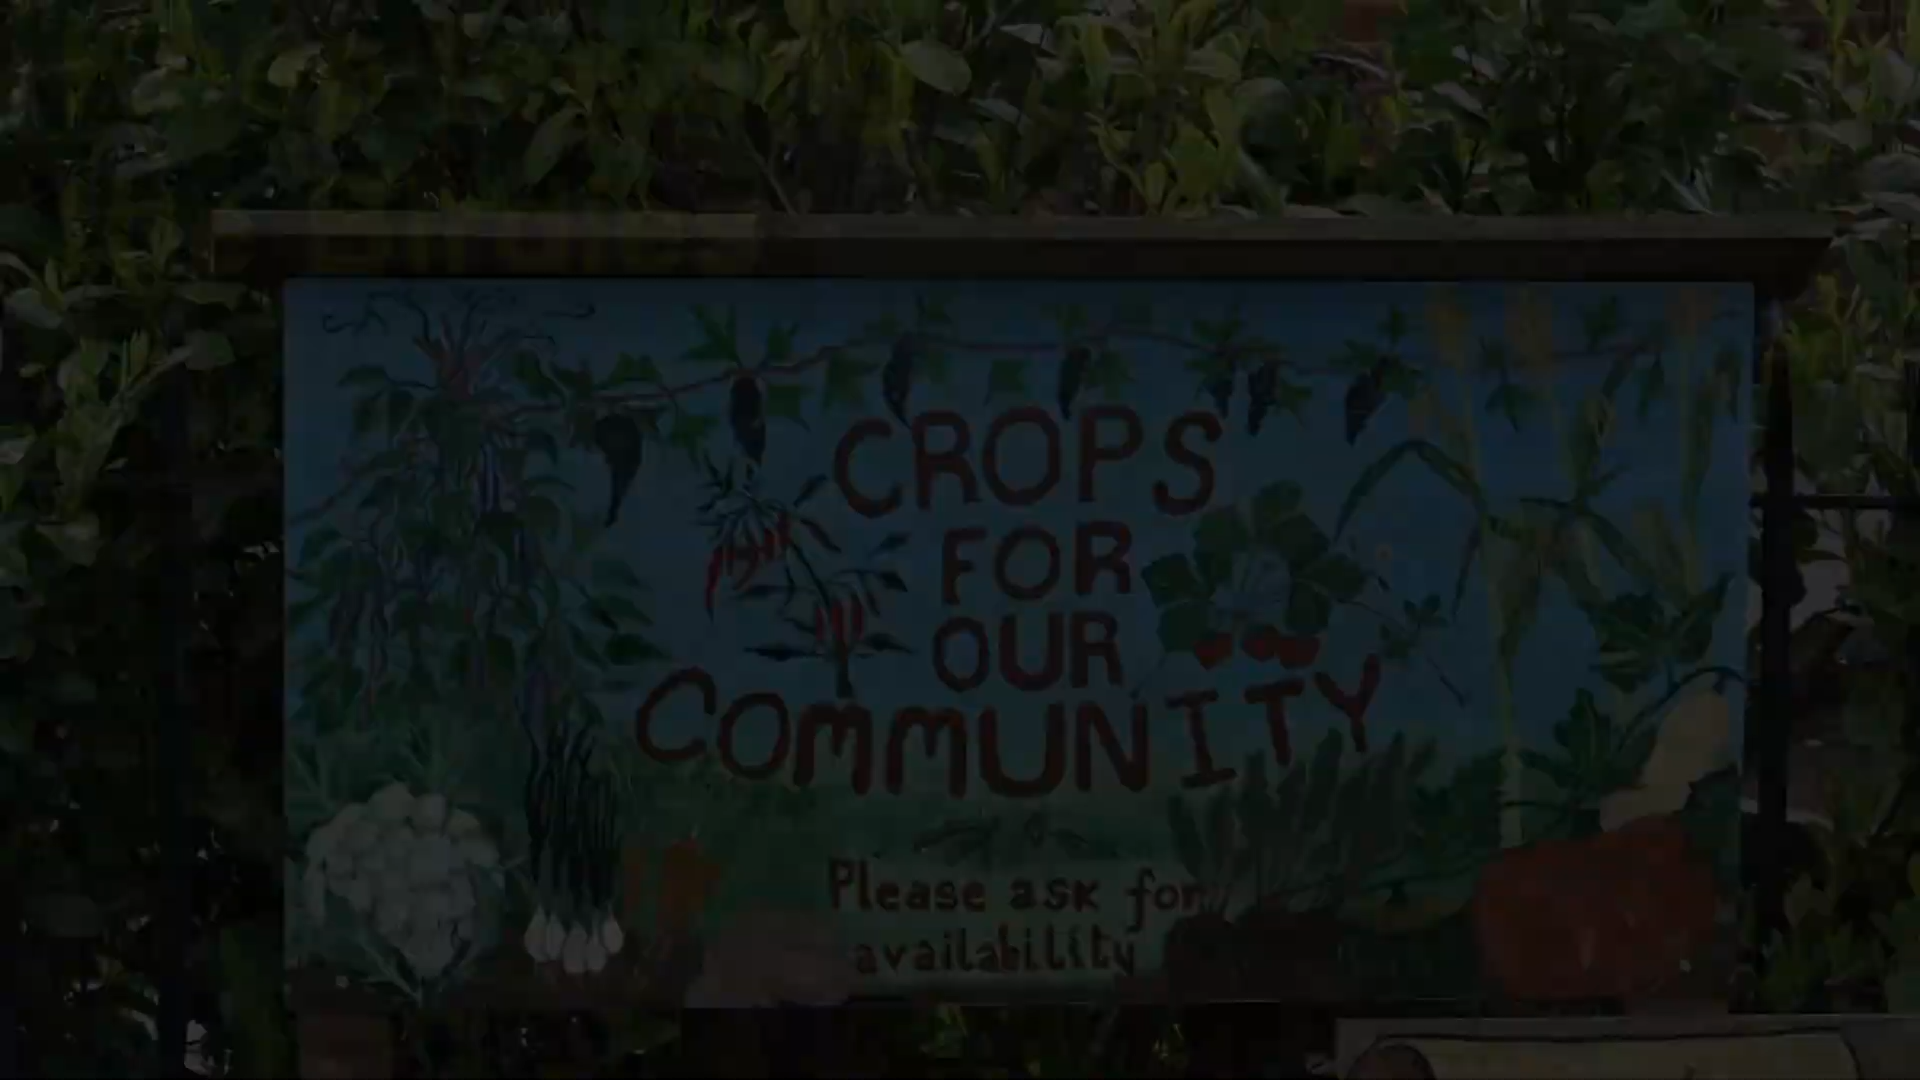 CROPS
FOR
OUR
COMMUNITY
Please ask for
availability